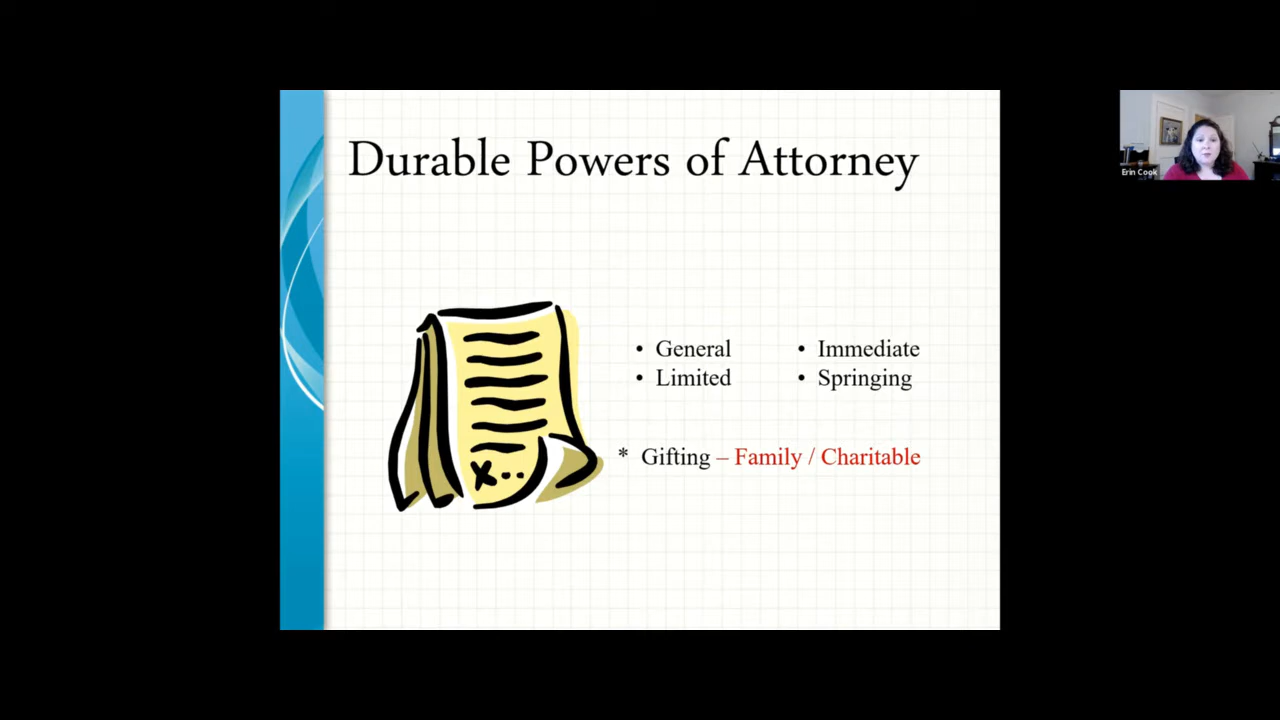 Durable Powers of Attorney
• General
• Limited
• Immediate
• Springing
* Gifting – Family / Charitable
Erin Cook